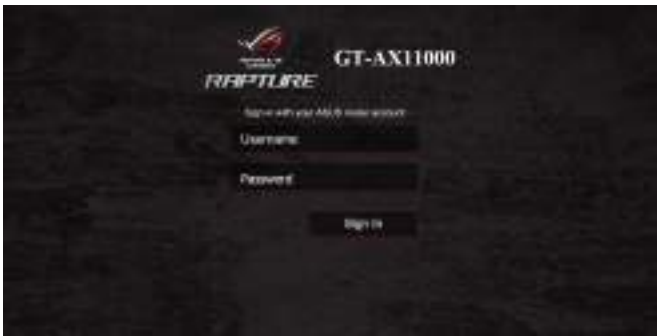 GT-AX11000
RAPTURE
Sign in with your ASUS router account
Username
Password
Sign In